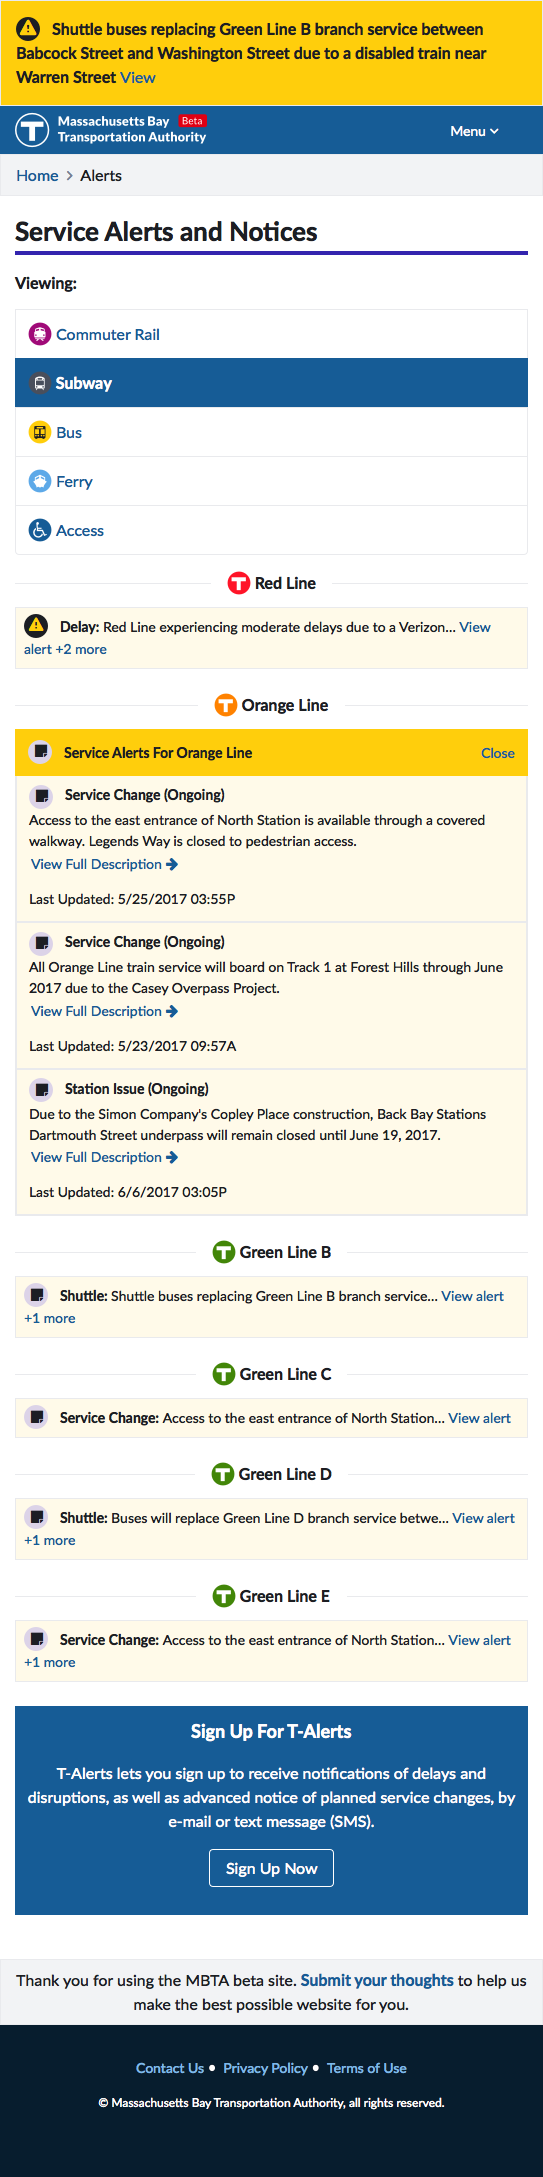 Shuttle buses replacing Green Line B branch service between
Babcock Street and Washington Street due to a disabled train near
Warren Street View
Massachusetts Bay Beta
Transportation Authority
Menu
Home > Alerts
Service Alerts and Notices
Viewing:
Commuter Rail
Subway
Bus
Ferry
Access
T Red Line
Delay: Red Line experiencing moderate delays due to a Verizon... View
alert +2 more
T Orange Line
Service Alerts For Orange Line Close
Service Change (Ongoing)
Access to the east entrance of North Station is available through a covered
walkway. Legends Way is closed to pedestrian access.
View Full Description →
Last Updated: 5/25/2017 03:55P
Service Change (Ongoing)
All Orange Line train service will board on Track 1 at Forest Hills through June
2017 due to the Casey Overpass Project.
View Full Description →
Last Updated: 5/23/2017 09:57A
Station Issue (Ongoing)
Due to the Simon Company's Copley Place construction, Back Bay Stations
Dartmouth Street underpass will remain closed until June 19, 2017.
View Full Description →
Last Updated: 6/6/2017 03:05P
T Green Line B
Shuttle: Shuttle buses replacing Green Line B branch service... View alert
+1 more
T Green Line C
Service Change: Access to the east entrance of North Station... View alert
T Green Line D
Shuttle: Buses will replace Green Line D branch service betwe... View alert
+1 more
T Green Line E
Service Change: Access to the east entrance of North Station... View alert
+1 more
Sign Up For T-Alerts
T-Alerts lets you sign up to receive notifications of delays and
disruptions, as well as advanced notice of planned service changes, by
e-mail or text message (SMS).
Sign Up Now
Thank you for using the MBTA beta site. Submit your thoughts to help us
make the best possible website for you.
Contact Us • Privacy Policy • Terms of Use
© Massachusetts Bay Transportation Authority, all rights reserved.